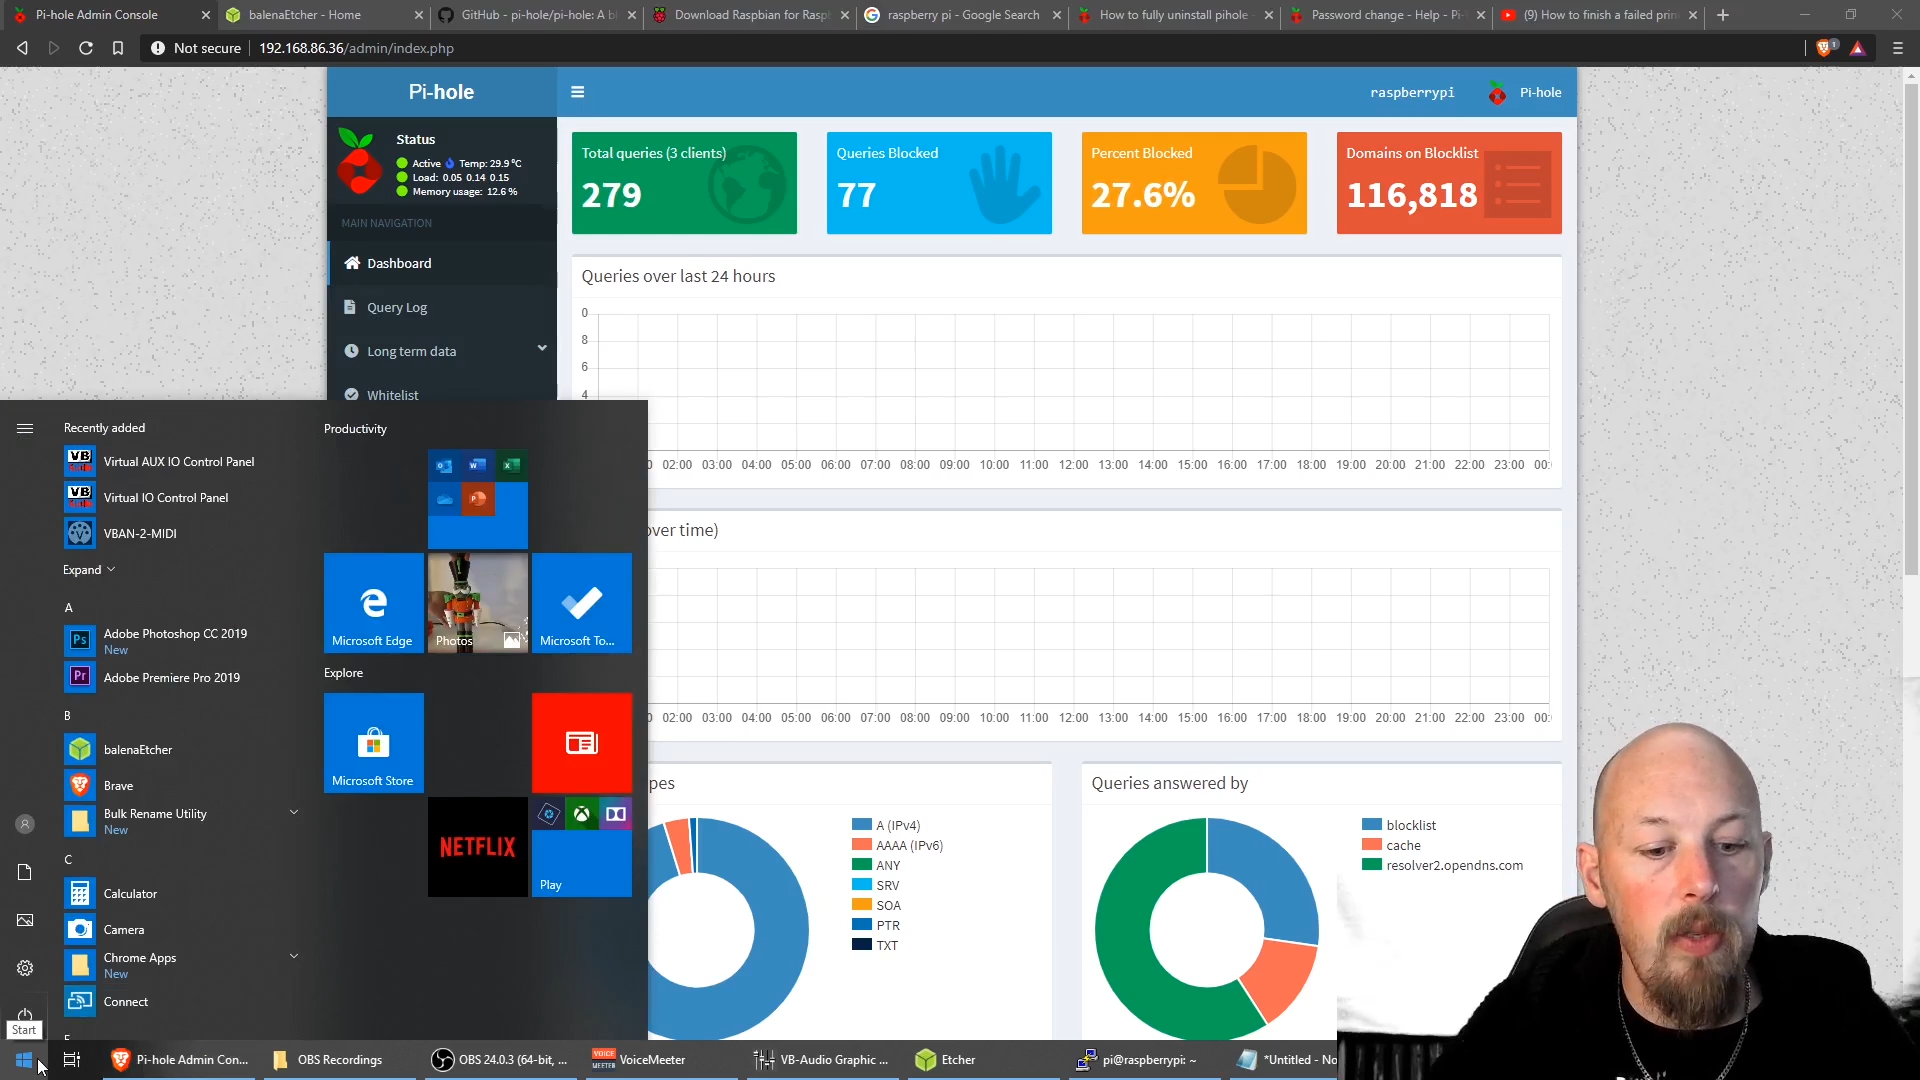 Pi-hole Admin Console
balenaEtcher - Home
GitHub - pi-hole/pi-hole: A bl
Download Raspbian for Raspb
raspberry pi - Google Search
How to fully uninstall pihole -
Password change - Help - Pi-
(9) How to finish a failed prin
Not secure
192.168.86.36/admin/index.php
1
Pi-hole
raspberrypi
Pi-hole
Status
Active Temp: 29.9 °C
Load: 0.05 0.14 0.15
Memory usage: 12.6 %
MAIN NAVIGATION
Dashboard
Query Log
Long term data
Whitelist
Total queries (3 clients)
279
Queries Blocked
77
Percent Blocked
27.6%
Domains on Blocklist
116,818
Queries over last 24 hours
0
8
6
4
0 02:00 03:00 04:00 05:00 06:00 07:00 08:00 09:00 10:00 11:00 12:00 13:00 14:00 15:00 16:00 17:00 18:00 19:00 20:00 21:00 22:00 23:00 00:
over time)
0 02:00 03:00 04:00 05:00 06:00 07:00 08:00 09:00 10:00 11:00 12:00 13:00 14:00 15:00 16:00 17:00 18:00 19:00 20:00 21:00 22:00 23:00 00:
pes
A (IPv4)
AAAA (IPv6)
ANY
SRV
SOA
PTR
TXT
Queries answered by
blocklist
cache
resolver2.opendns.com
Recently added
Virtual AUX IO Control Panel
Virtual IO Control Panel
VBAN-2-MIDI
Expand
A
Adobe Photoshop CC 2019
New
Adobe Premiere Pro 2019
B
balenaEtcher
Brave
Bulk Rename Utility
New
C
Calculator
Camera
Chrome Apps
New
Connect
Productivity
Microsoft Edge
Photos
Microsoft To...
Explore
Microsoft Store
NETFLIX
Play
Start
Pi-hole Admin Con...
OBS Recordings
OBS 24.0.3 (64-bit, ...
VoiceMeeter
VB-Audio Graphic ...
Etcher
pi@raspberrypi: ~
*Untitled - No